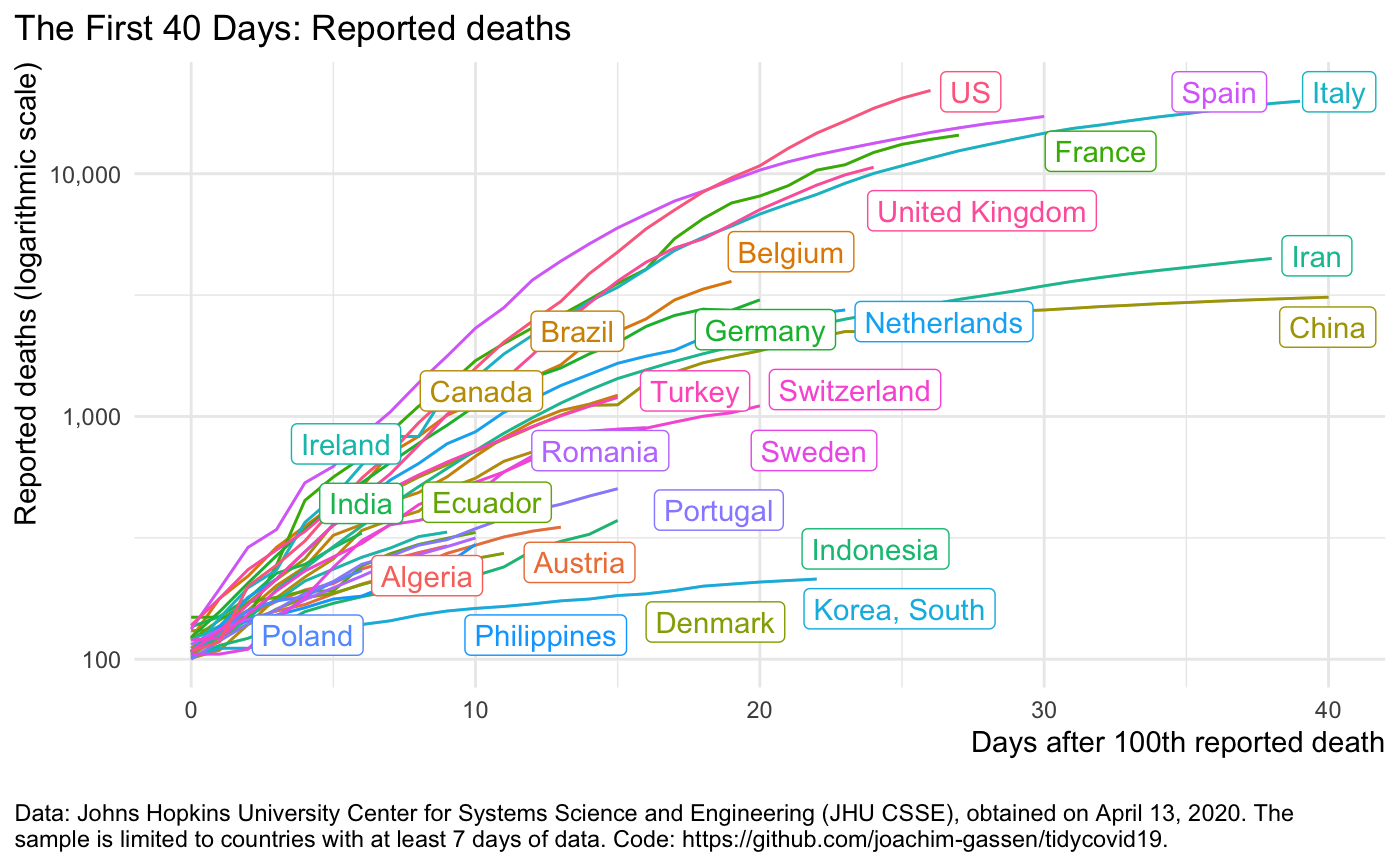 The First 40 Days: Reported deaths
Reported deaths (logarithmic scale)
10,000
1,000
100
US
Spain
Italy
France
United Kingdom
Belgium
Iran
Brazil
Germany
Netherlands
China
Canada
Turkey
Switzerland
Ireland
Romania
Sweden
India
Ecuador
Portugal
Algeria
Austria
Indonesia
Korea, South
Poland
Philippines
Denmark
0
10
20
30
40
Days after 100th reported death
Data: Johns Hopkins University Center for Systems Science and Engineering (JHU CSSE), obtained on April 13, 2020. The
sample is limited to countries with at least 7 days of data. Code: https://github.com/joachim-gassen/tidycovid19.